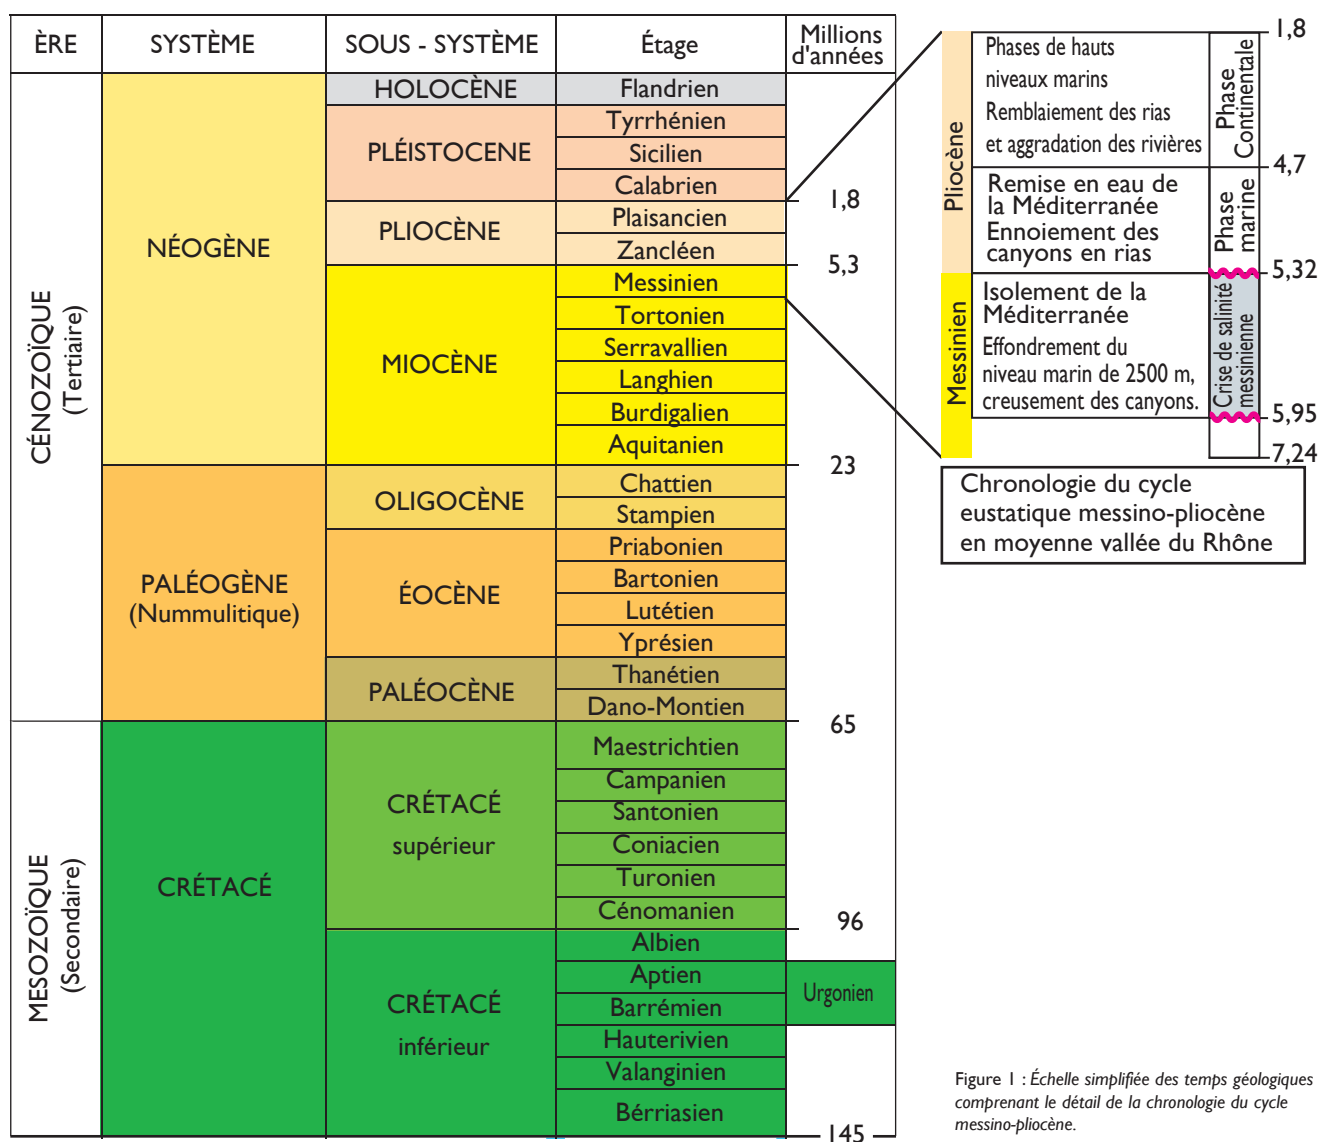 ÈRE
SYSTÈME
SOUS - SYSTÈME
Étage
Millions
d'années
CÉNOZOÏQUE
(Tertiaire)
NÉOGÈNE
HOLOCÈNE
Flandrien
PLÉISTOCENE
Tyrrhénien
Sicilien
Calabrien
1,8
PLIOCÈNE
Plaisancien
Zancléen
5,3
MIOCÈNE
Messinien
Tortonien
Serravallien
Langhien
Burdigalien
Aquitanien
23
PALÉOGÈNE
(Nummulitique)
OLIGOCÈNE
Chattien
Stampien
ÉOCÈNE
Priabonien
Bartonien
Lutétien
Yprésien
PALÉOCÈNE
Thanétien
Dano-Montien
65
MESOZOÏQUE
(Secondaire)
CRÉTACÉ
CRÉTACÉ
supérieur
Maestrichtien
Campanien
Santonien
Coniacien
Turonien
Cénomanien
96
CRÉTACÉ
inférieur
Albien
Aptien
Barrémien
Urgonien
Hauterivien
Valanginien
Bérriasien
145
Pliocène
Phases de hauts
niveaux marins
Remblaiement des rias
et aggradation des rivières
Phase
Continentale
1,8
4,7
Remise en eau de
la Méditerranée
Ennoiement des
canyons en rias
Phase
marine
5,32
Messinien
Isolement de la
Méditerranée
Effondrement du
niveau marin de 2500 m,
creusement des canyons.
Crise de salinité
messinienne
5,95
7,24
Chronologie du cycle
eustatique messino-pliocène
en moyenne vallée du Rhône
Figure 1 : Échelle simplifiée des temps géologiques
comprenant le détail de la chronologie du cycle
messino-pliocène.